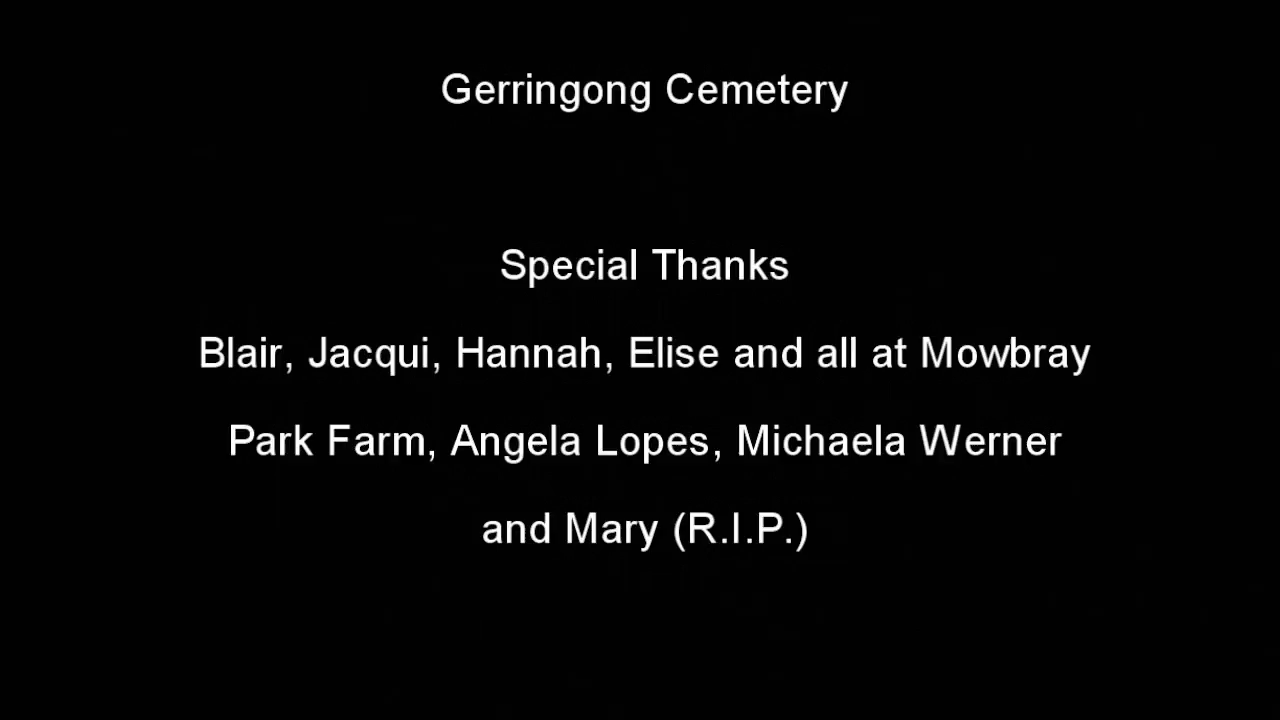 Gerringong Cemetery
Special Thanks
Blair, Jacqui, Hannah, Elise and all at Mowbray
Park Farm, Angela Lopes, Michaela Werner
and Mary (R.I.P.)